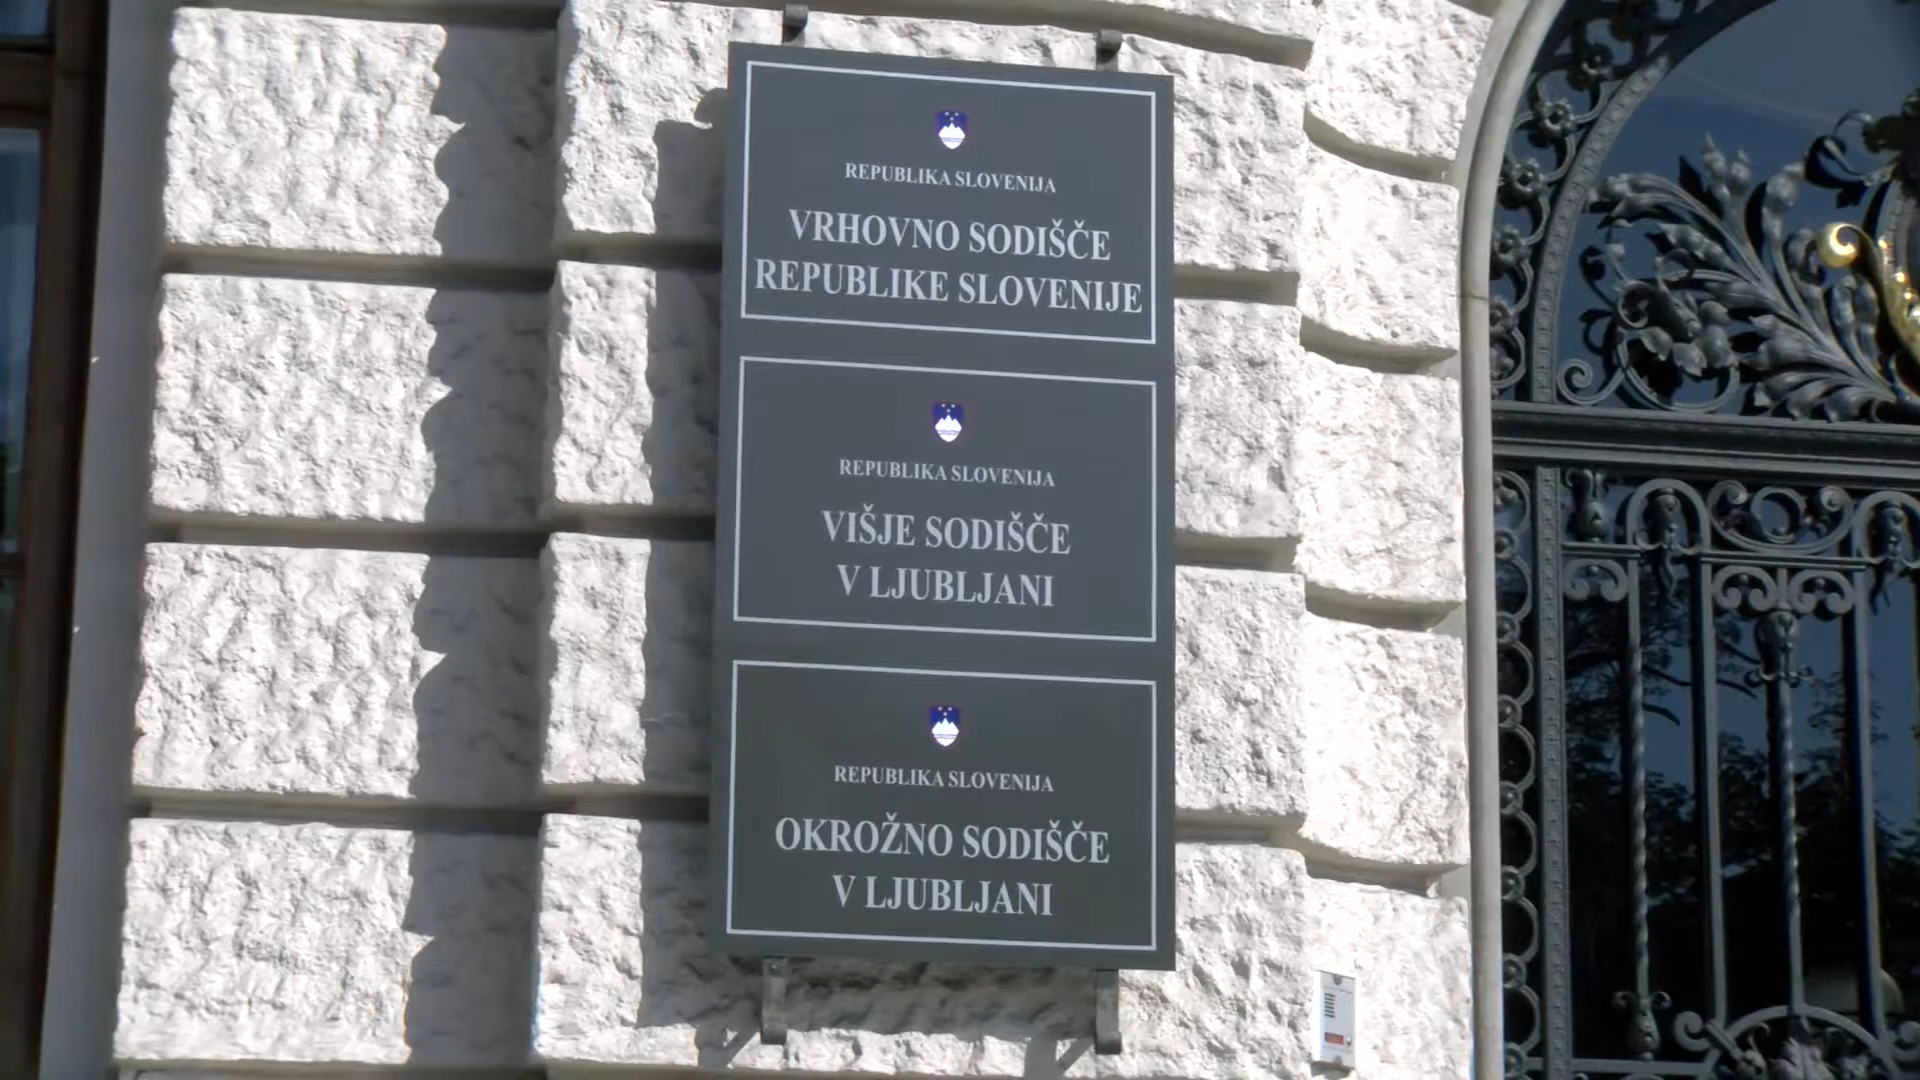 REPUBLIKA SLOVENIJA
VRHOVNO SODIŠČE
REPUBLIKE SLOVENIJE
REPUBLIKA SLOVENIJA
VIŠJE SODIŠČE
V LJUBLJANI
REPUBLIKA SLOVENIJA
OKROŽNO SODIŠČE
V LJUBLJANI